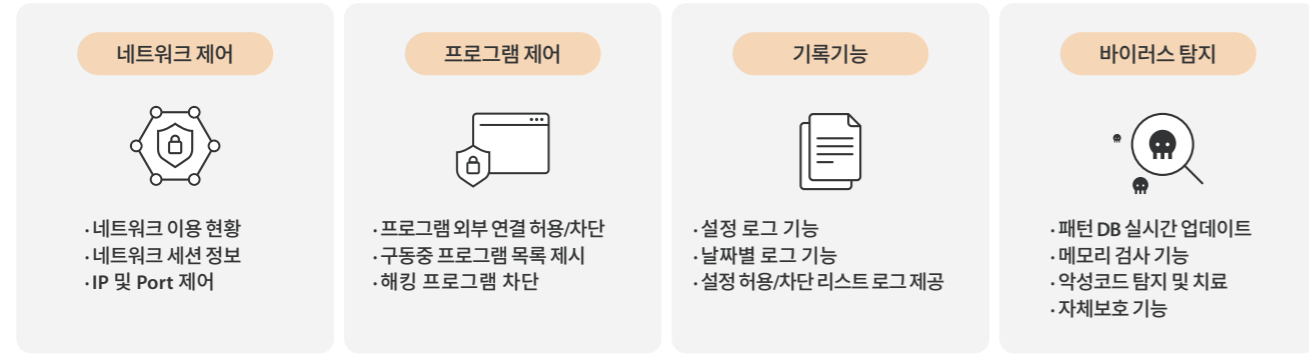 네트워크 제어
· 네트워크 이용 현황
· 네트워크 세션 정보
· IP 및 Port 제어
프로그램 제어
· 프로그램 외부 연결 허용/차단
· 구동중 프로그램 목록 제시
· 해킹 프로그램 차단
기록기능
· 설정 로그 기능
· 날짜별 로그 기능
· 설정 허용/차단 리스트 로그 제공
바이러스 탐지
· 패턴 DB 실시간 업데이트
· 메모리 검사 기능
· 악성코드 탐지 및 치료
· 자체보호 기능